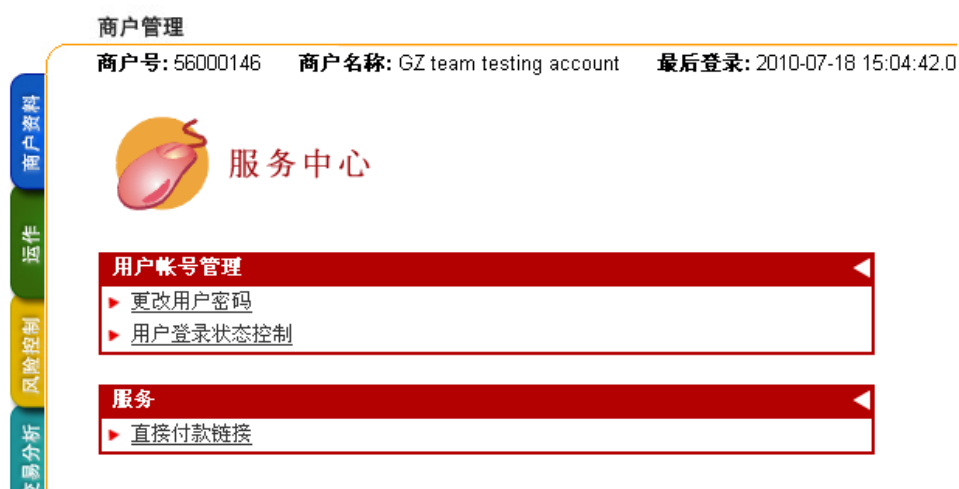 商户管理
商户号: 56000146 商户名称: GZ team testing account 最后登录: 2010-07-18 15:04:42.0
商户资料
运作
风险控制
易分析
服务中心
用户帐号管理
更改用户密码
用户登录状态控制
服务
直接付款链接